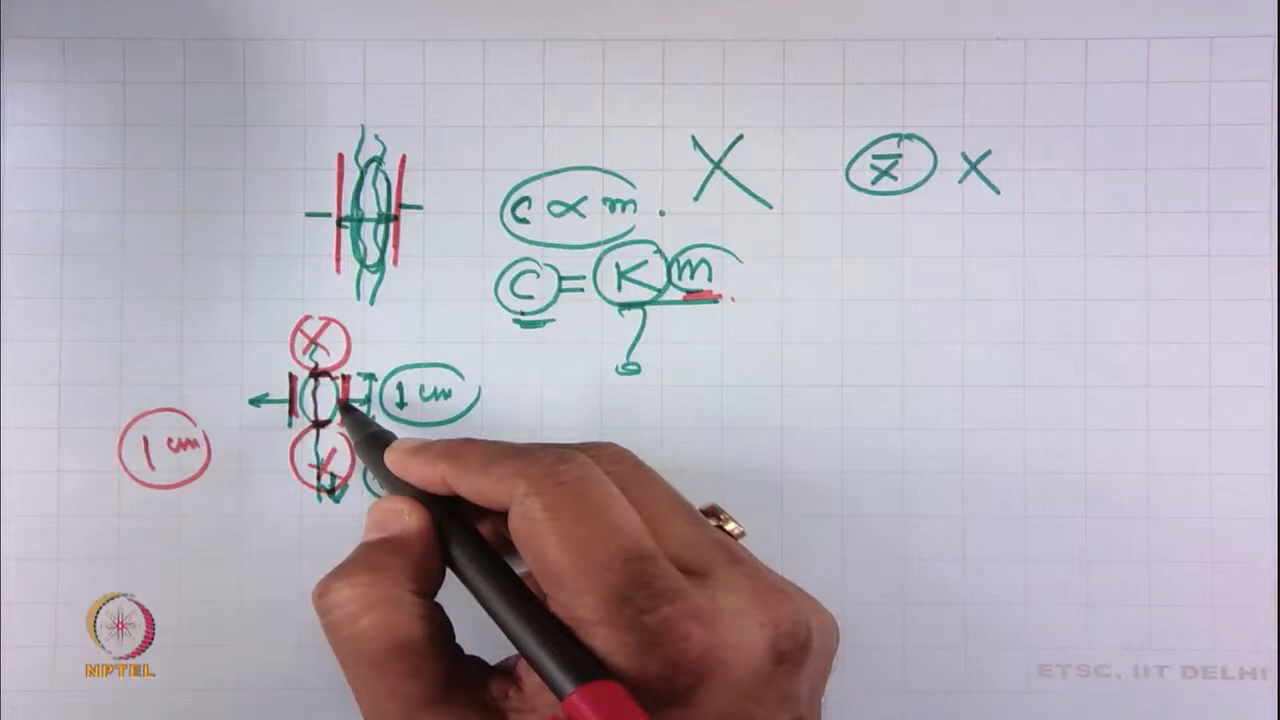 X
x̄ X
C ∝ m .
C = K m
1 cm
1 cm
NPTEL
ETSC, IIT DELHI